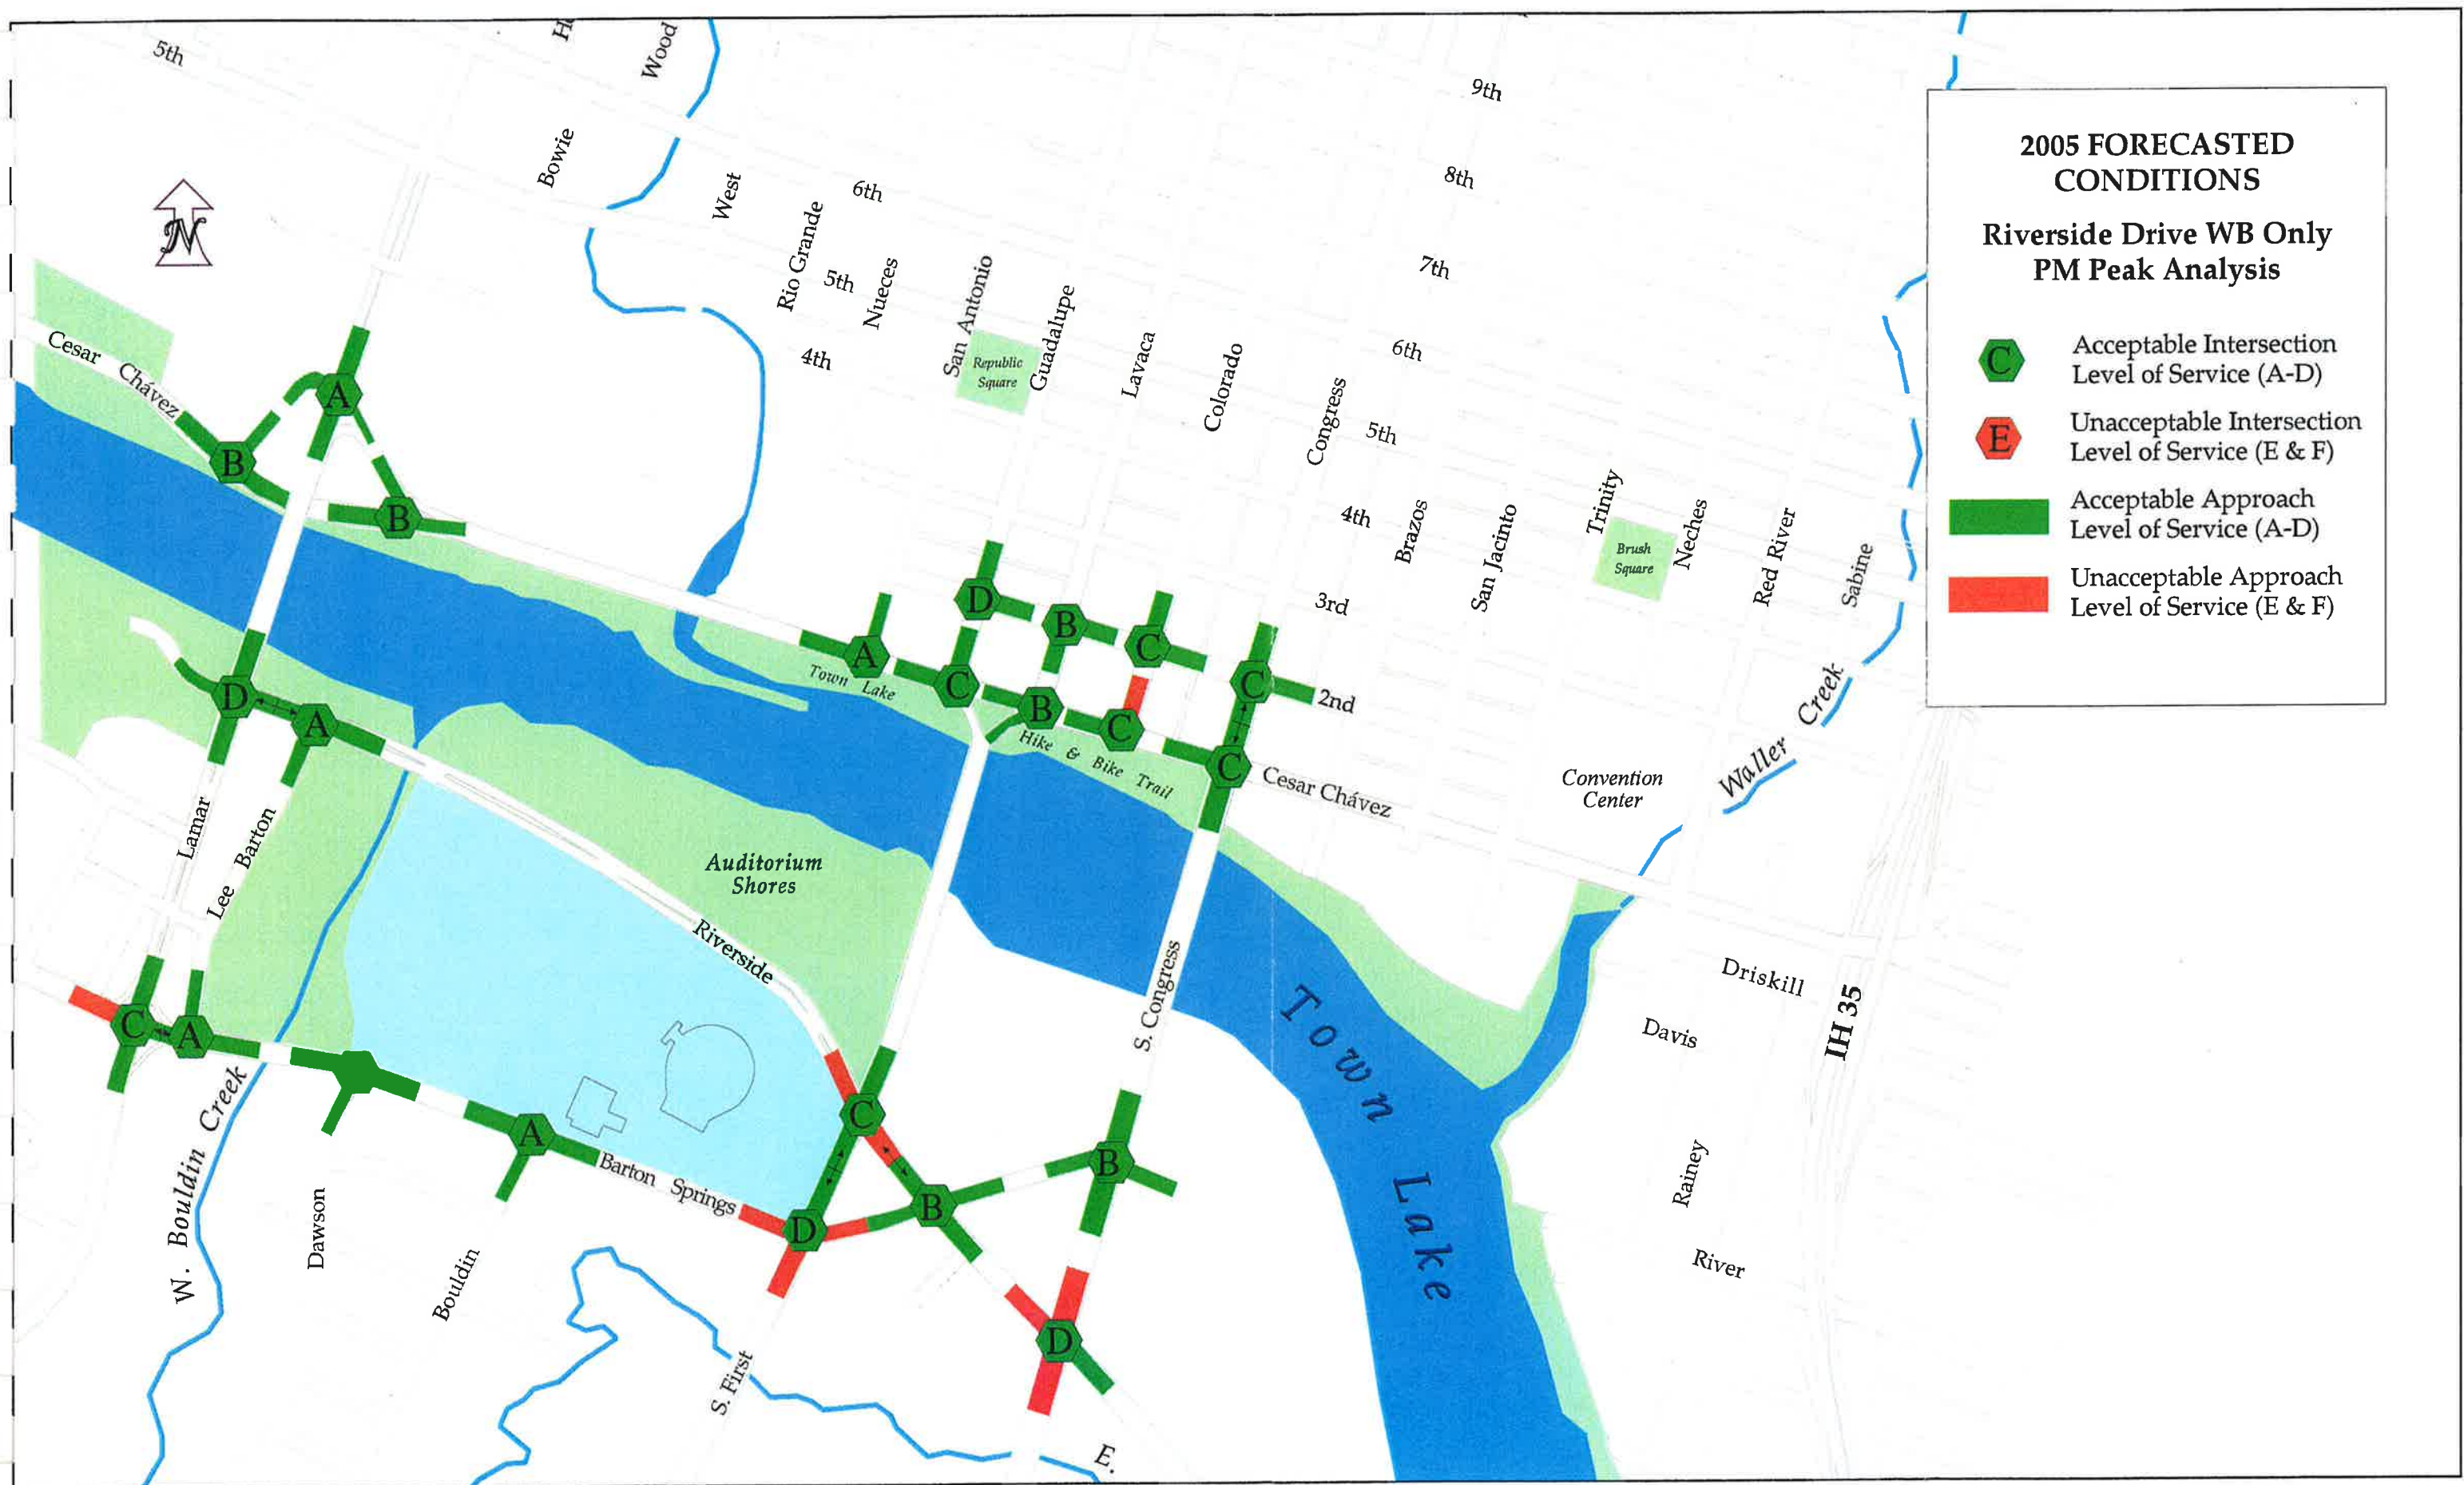 2005 FORECASTED
CONDITIONS
Riverside Drive WB Only
PM Peak Analysis
C
Acceptable Intersection
Level of Service (A-D)
E
Unacceptable Intersection
Level of Service (E & F)
Acceptable Approach
Level of Service (A-D)
Unacceptable Approach
Level of Service (E & F)
N
5th
Wood
Bowie
West
6th
Rio Grande
5th
Nueces
4th
San Antonio
Republic
Square
Guadalupe
Lavaca
Colorado
Congress
9th
8th
7th
6th
5th
4th
3rd
2nd
Brazos
San Jacinto
Trinity
Brush
Square
Neches
Red River
Sabine
Waller Creek
Cesar Chávez
A
B
B
D
B
C
A
C
B
C
C
C
Town Lake
Hike & Bike Trail
Cesar Chávez
Convention
Center
D
A
Lamar
Lee Barton
Auditorium
Shores
Riverside
S. Congress
Town Lake
Driskill
Davis
IH 35
Rainey
River
C
A
W. Bouldin Creek
Dawson
A
Bouldin
Barton Springs
C
D
B
B
D
S. First
E.